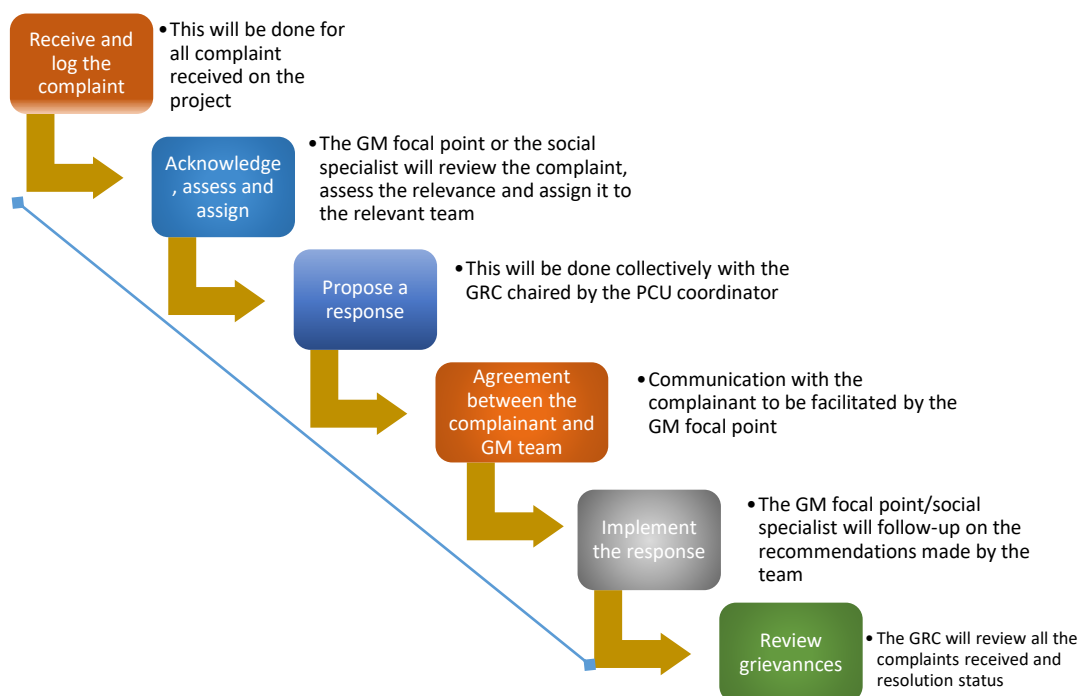 Receive and
log the
complaint
•This will be done for
all complaint
received on the
project
Acknowledge
, assess and
assign
•The GM focal point or the social
specialist will review the complaint,
assess the relevance and assign it to
the relevant team
Propose a
response
•This will be done collectively with the
GRC chaired by the PCU coordinator
Agreement
between the
complainant and
GM team
•Communication with the
complainant to be facilitated by the
GM focal point
Implement
the response
•The GM focal point/social
specialist will follow-up on the
recommendations made by the
team
Review
grievannces
•The GRC will review all the
complaints received and
resolution status